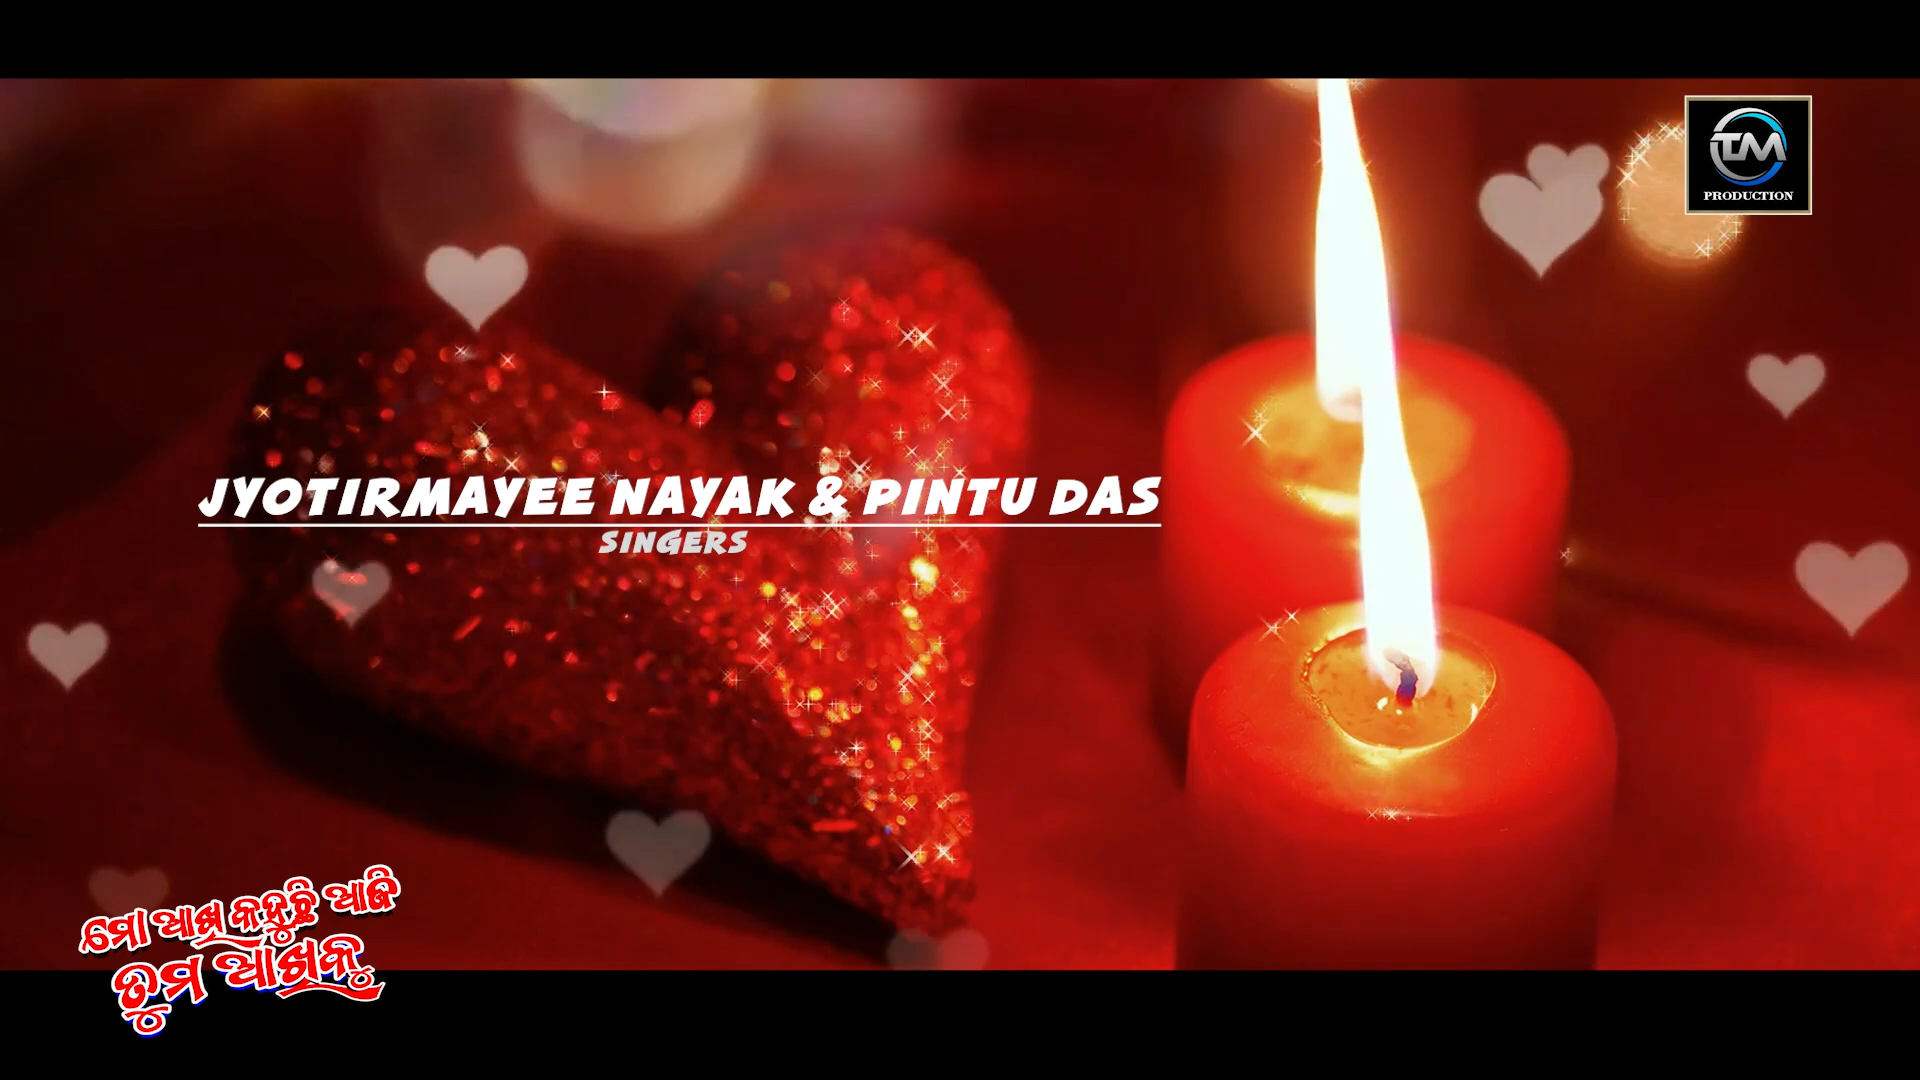 TM
PRODUCTION
JYOTIRMAYEE NAYAK & PINTU DAS
SINGERS
ମୋ ଆଖି କହୁଛି ଆଜି
ତୁମ ଆଖିକୁ